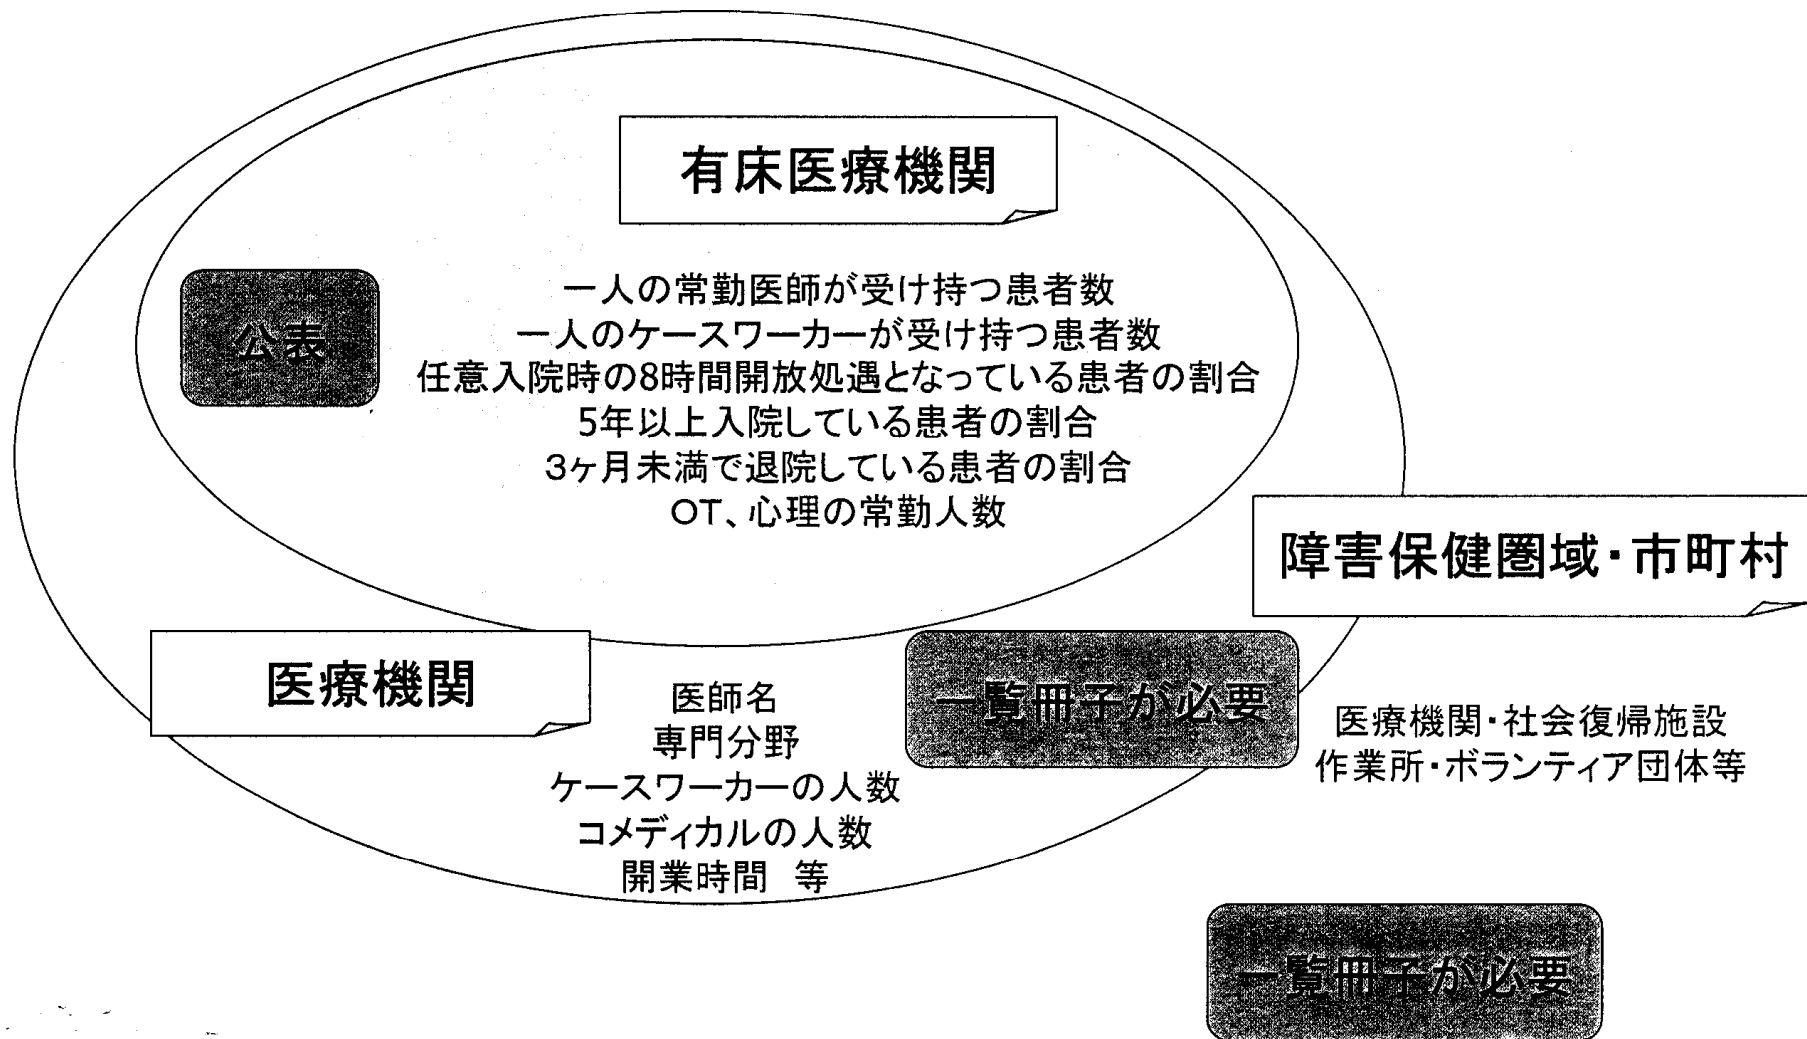 有床医療機関
公表
一人の常勤医師が受け持つ患者数
一人のケースワーカーが受け持つ患者数
任意入院時の8時間開放処遇となっている患者の割合
5年以上入院している患者の割合
3ヶ月未満で退院している患者の割合
OT、心理の常勤人数
障害保健圏域・市町村
医療機関
医師名
専門分野
ケースワーカーの人数
コメディカルの人数
開業時間 等
一覧冊子が必要
医療機関・社会復帰施設
作業所・ボランティア団体等
一覧冊子が必要